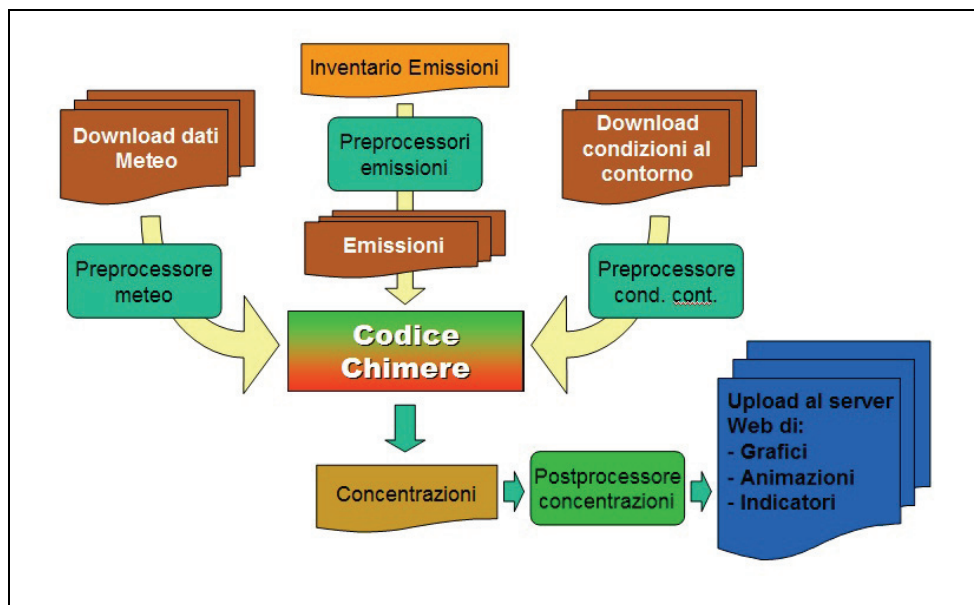 Inventario Emissioni
Download dati
Meteo
Preprocessori
emissioni
Download
condizioni al
contorno
Emissioni
Preprocessore
meteo
Preprocessore
cond. cont.
Codice
Chimere
Upload al server
Web di:
- Grafici
- Animazioni
- Indicatori
Concentrazioni
Postprocessore
concentrazioni